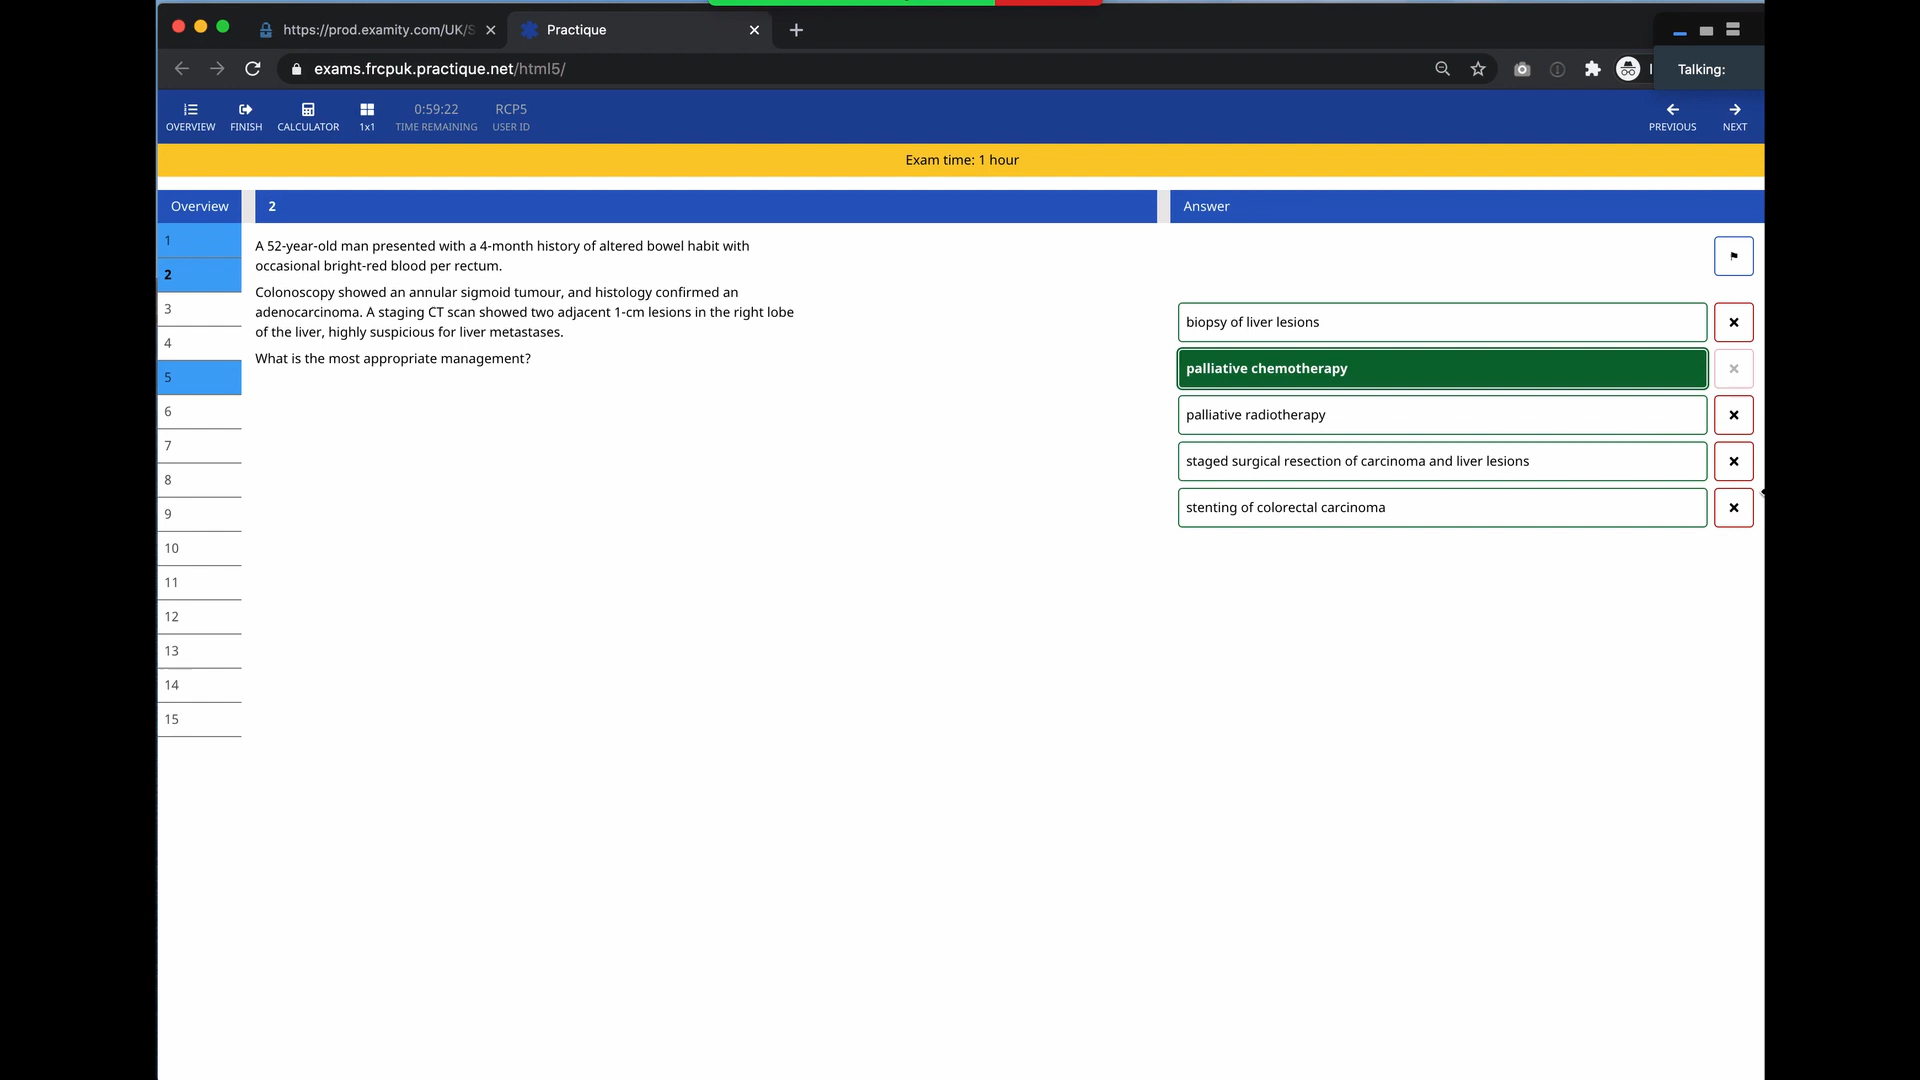 https://prod.examity.com/UK/S
Practique
exams.frcpuk.practique.net/html5/
Talking:
OVERVIEW
FINISH
CALCULATOR
1x1
0:59:22
TIME REMAINING
RCP5
USER ID
PREVIOUS
NEXT
Exam time: 1 hour
Overview
1
2
3
4
5
6
7
8
9
10
11
12
13
14
15
2
A 52-year-old man presented with a 4-month history of altered bowel habit with
occasional bright-red blood per rectum.
Colonoscopy showed an annular sigmoid tumour, and histology confirmed an
adenocarcinoma. A staging CT scan showed two adjacent 1-cm lesions in the right lobe
of the liver, highly suspicious for liver metastases.
What is the most appropriate management?
Answer
biopsy of liver lesions
palliative chemotherapy
palliative radiotherapy
staged surgical resection of carcinoma and liver lesions
stenting of colorectal carcinoma